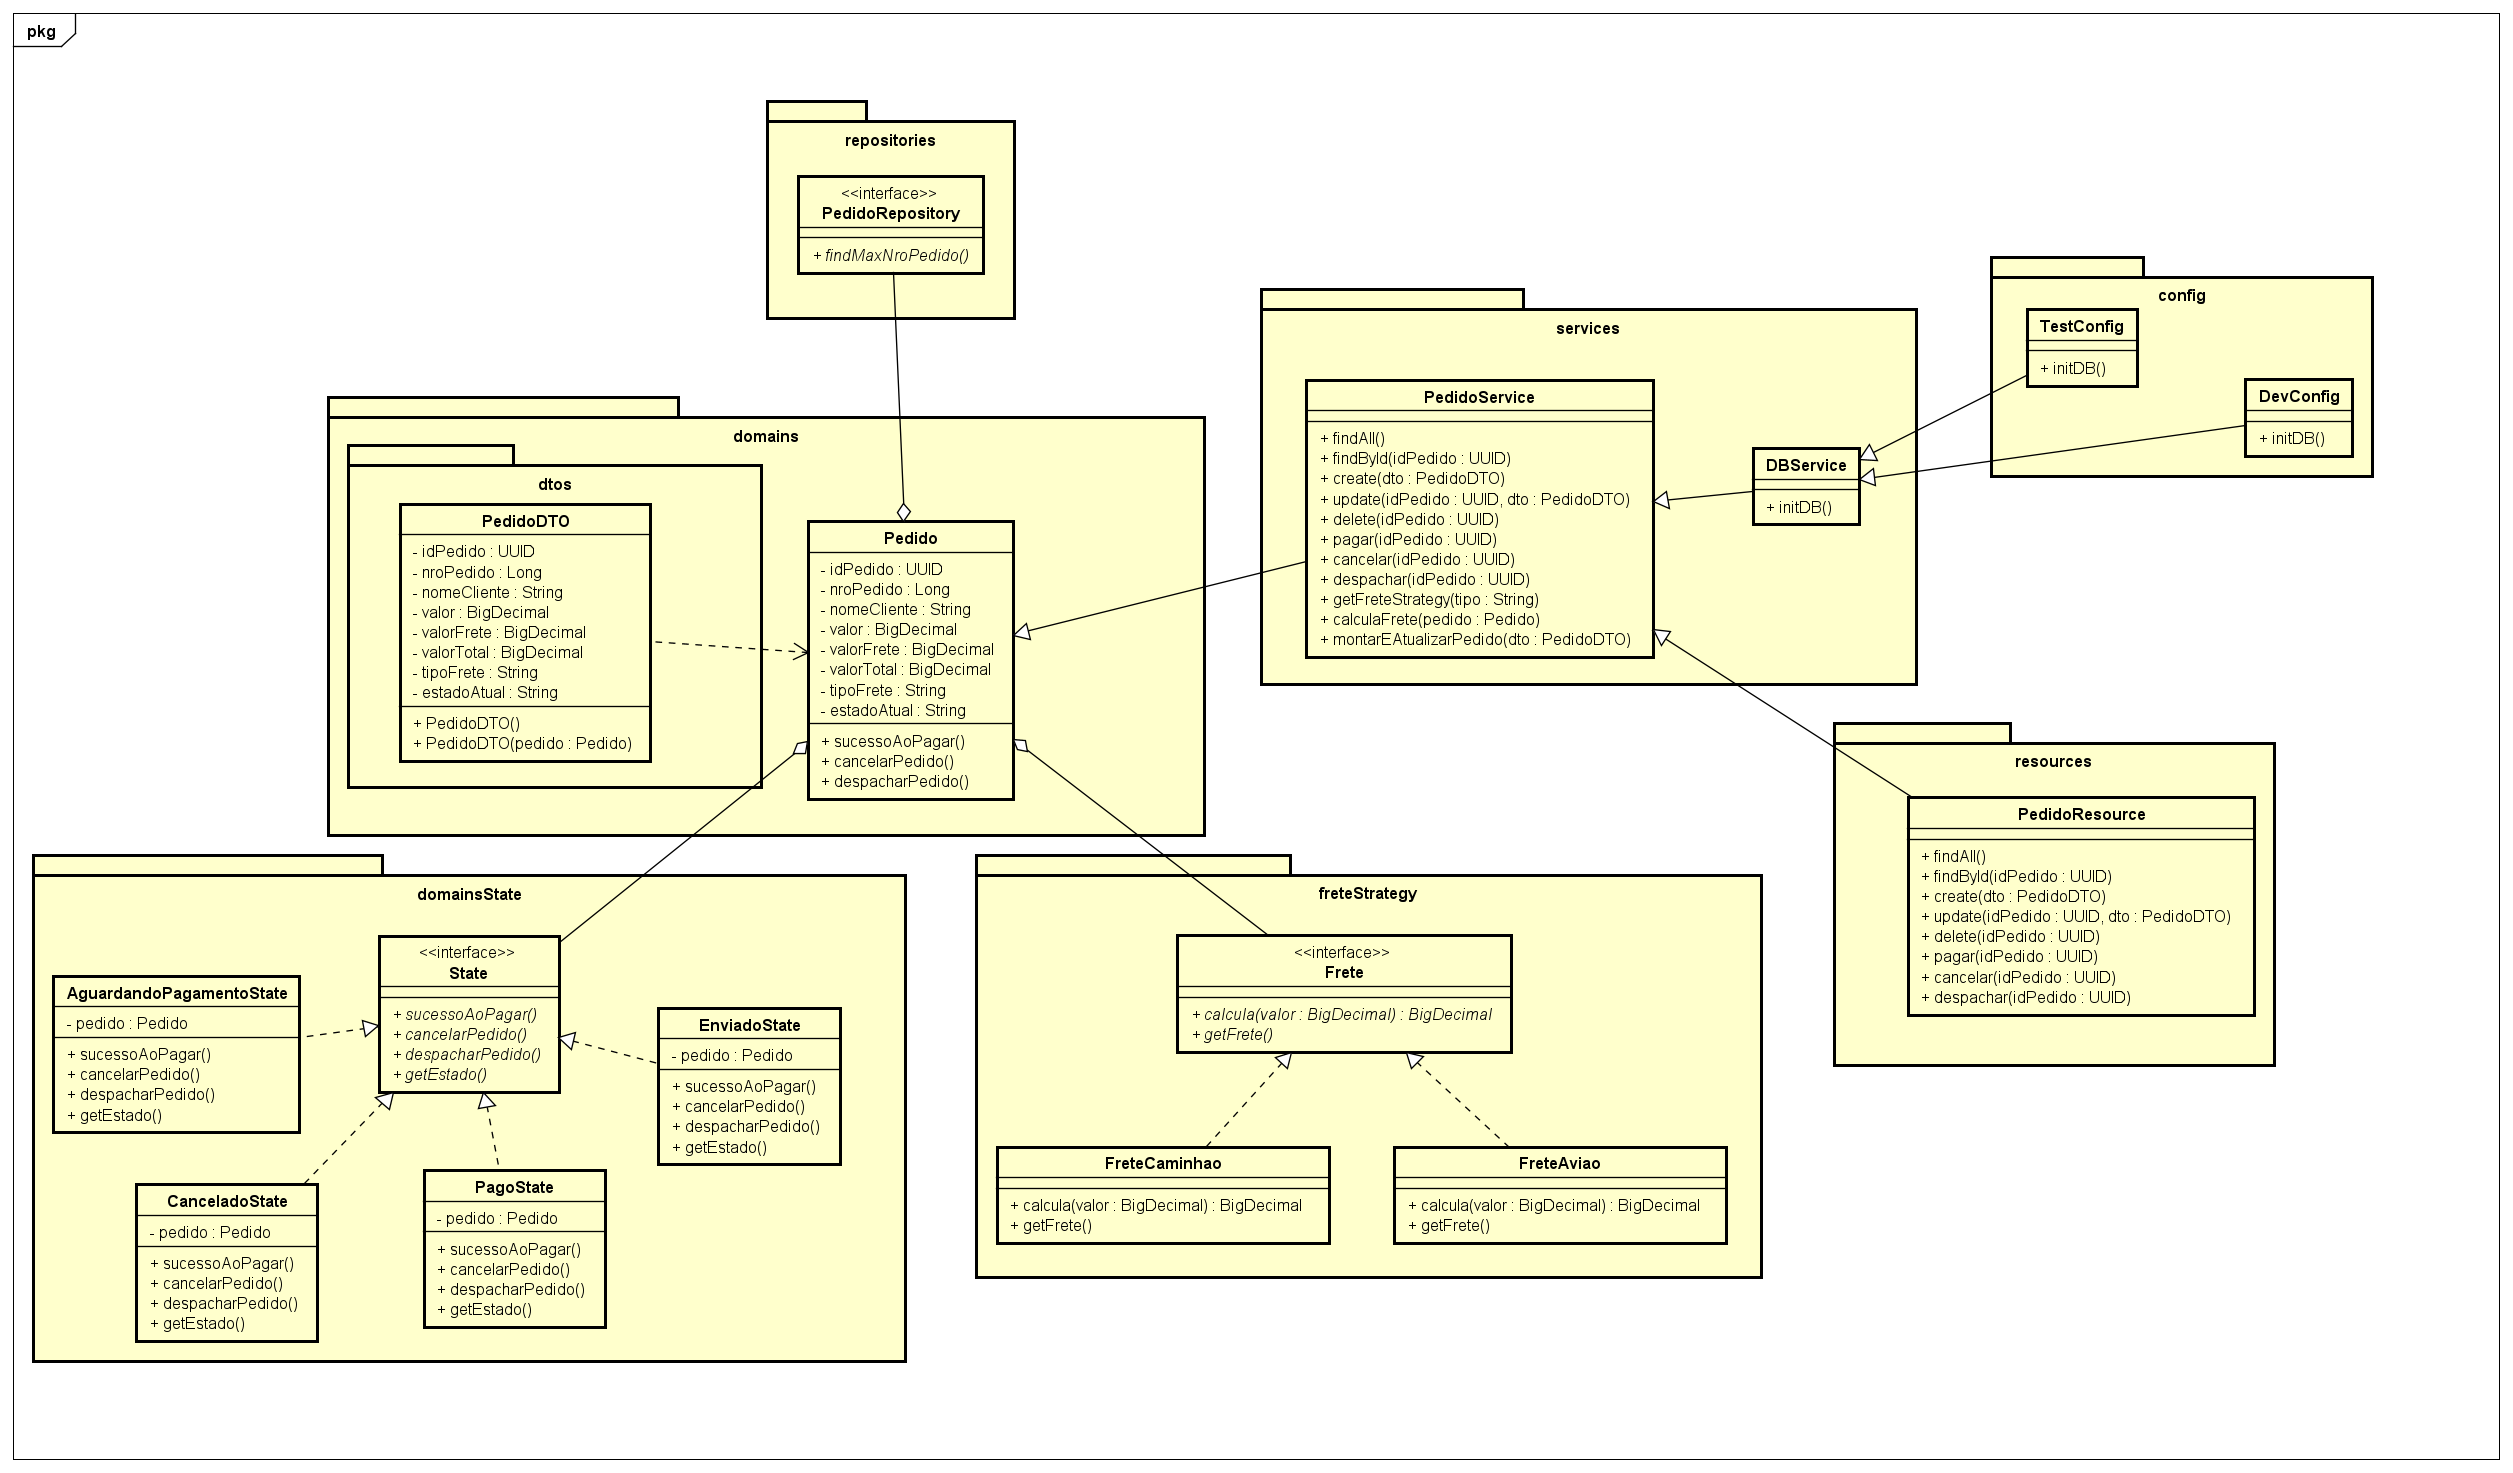 pkg
repositories
<<interface>>
PedidoRepository
+ findMaxNroPedido()
domains
dtos
PedidoDTO
- idPedido : UUID
- nroPedido : Long
- nomeCliente : String
- valor : BigDecimal
- valorFrete : BigDecimal
- valorTotal : BigDecimal
- tipoFrete : String
- estadoAtual : String
+ PedidoDTO()
+ PedidoDTO(pedido : Pedido)
Pedido
- idPedido : UUID
- nroPedido : Long
- nomeCliente : String
- valor : BigDecimal
- valorFrete : BigDecimal
- valorTotal : BigDecimal
- tipoFrete : String
- estadoAtual : String
+ sucessoAoPagar()
+ cancelarPedido()
+ despacharPedido()
services
PedidoService
+ findAll()
+ findById(idPedido : UUID)
+ create(dto : PedidoDTO)
+ update(idPedido : UUID, dto : PedidoDTO)
+ delete(idPedido : UUID)
+ pagar(idPedido : UUID)
+ cancelar(idPedido : UUID)
+ despachar(idPedido : UUID)
+ getFreteStrategy(tipo : String)
+ calculaFrete(pedido : Pedido)
+ montarEAtualizarPedido(dto : PedidoDTO)
DBService
+ initDB()
config
TestConfig
+ initDB()
DevConfig
+ initDB()
resources
PedidoResource
+ findAll()
+ findById(idPedido : UUID)
+ create(dto : PedidoDTO)
+ update(idPedido : UUID, dto : PedidoDTO)
+ delete(idPedido : UUID)
+ pagar(idPedido : UUID)
+ cancelar(idPedido : UUID)
+ despachar(idPedido : UUID)
domainsState
<<interface>>
State
+ sucessoAoPagar()
+ cancelarPedido()
+ despacharPedido()
+ getEstado()
AguardandoPagamentoState
- pedido : Pedido
+ sucessoAoPagar()
+ cancelarPedido()
+ despacharPedido()
+ getEstado()
EnviadoState
- pedido : Pedido
+ sucessoAoPagar()
+ cancelarPedido()
+ despacharPedido()
+ getEstado()
CanceladoState
- pedido : Pedido
+ sucessoAoPagar()
+ cancelarPedido()
+ despacharPedido()
+ getEstado()
PagoState
- pedido : Pedido
+ sucessoAoPagar()
+ cancelarPedido()
+ despacharPedido()
+ getEstado()
freteStrategy
<<interface>>
Frete
+ calcula(valor : BigDecimal) : BigDecimal
+ getFrete()
FreteCaminhao
+ calcula(valor : BigDecimal) : BigDecimal
+ getFrete()
FreteAviao
+ calcula(valor : BigDecimal) : BigDecimal
+ getFrete()